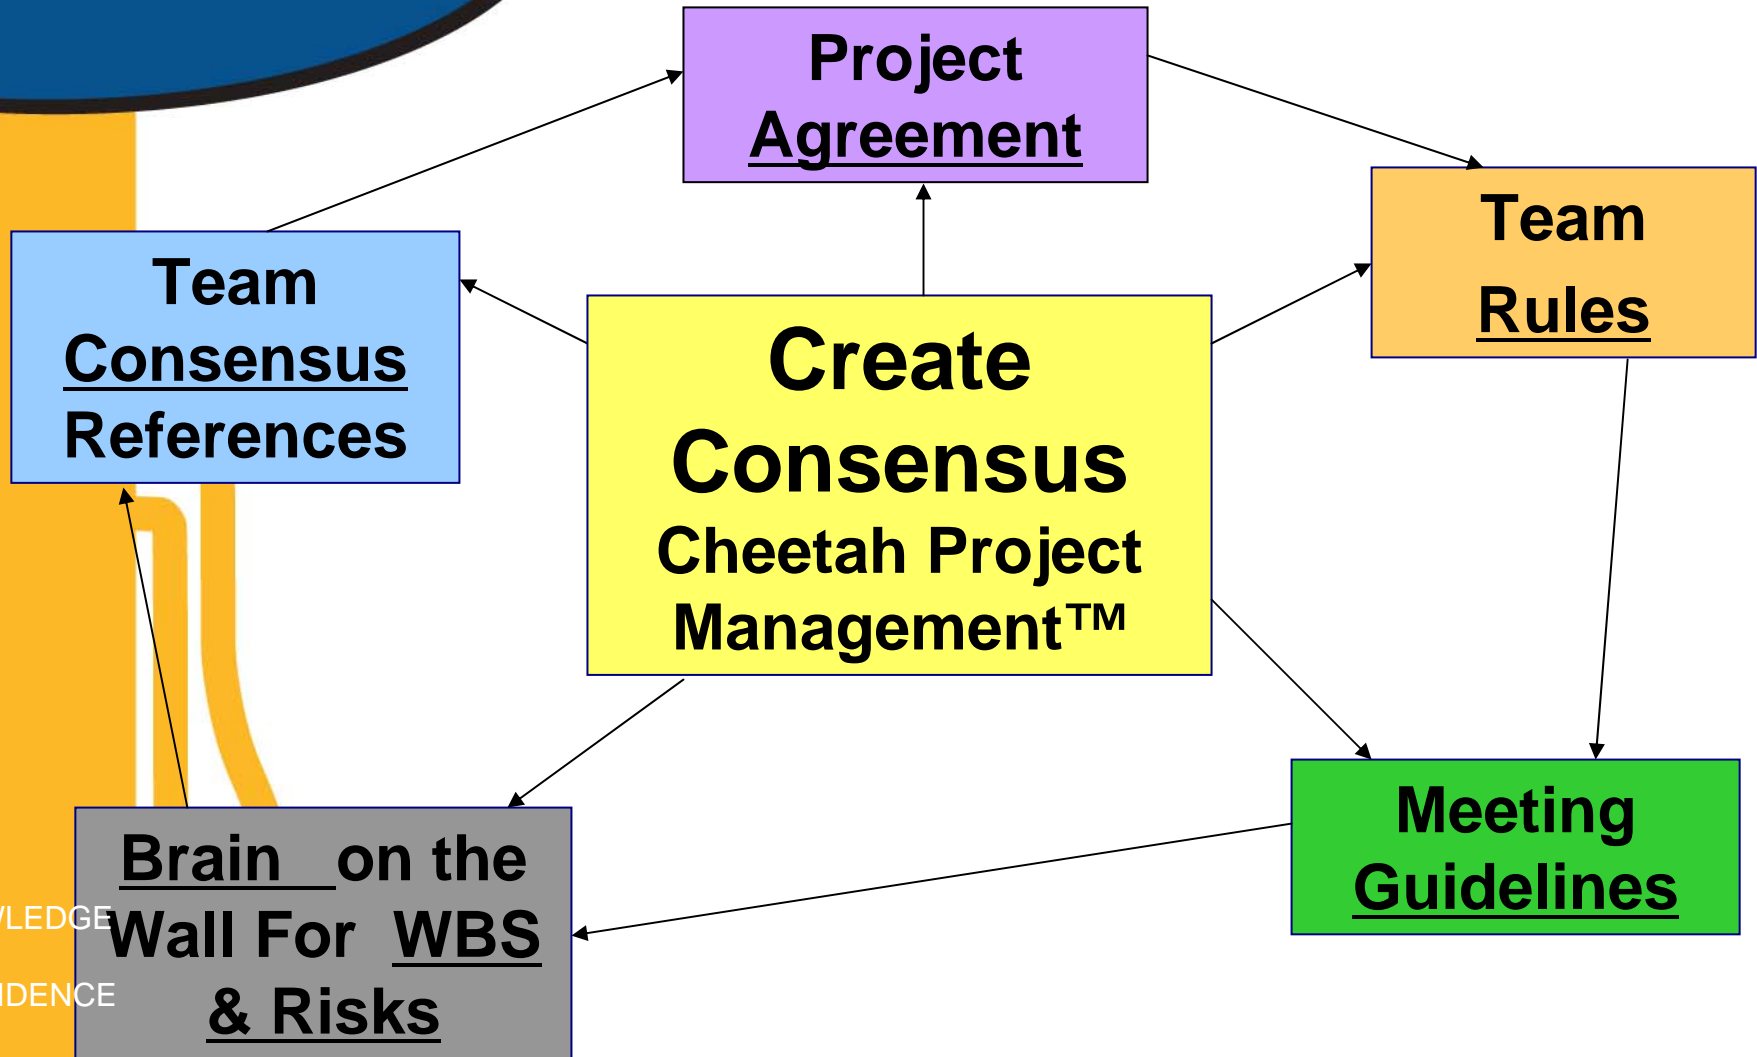 Project
Agreement
Team
Rules
Team
Consensus
References
Create
Consensus
Cheetah Project
Management™
Meeting
Guidelines
Brain on the
Wall For WBS
& Risks